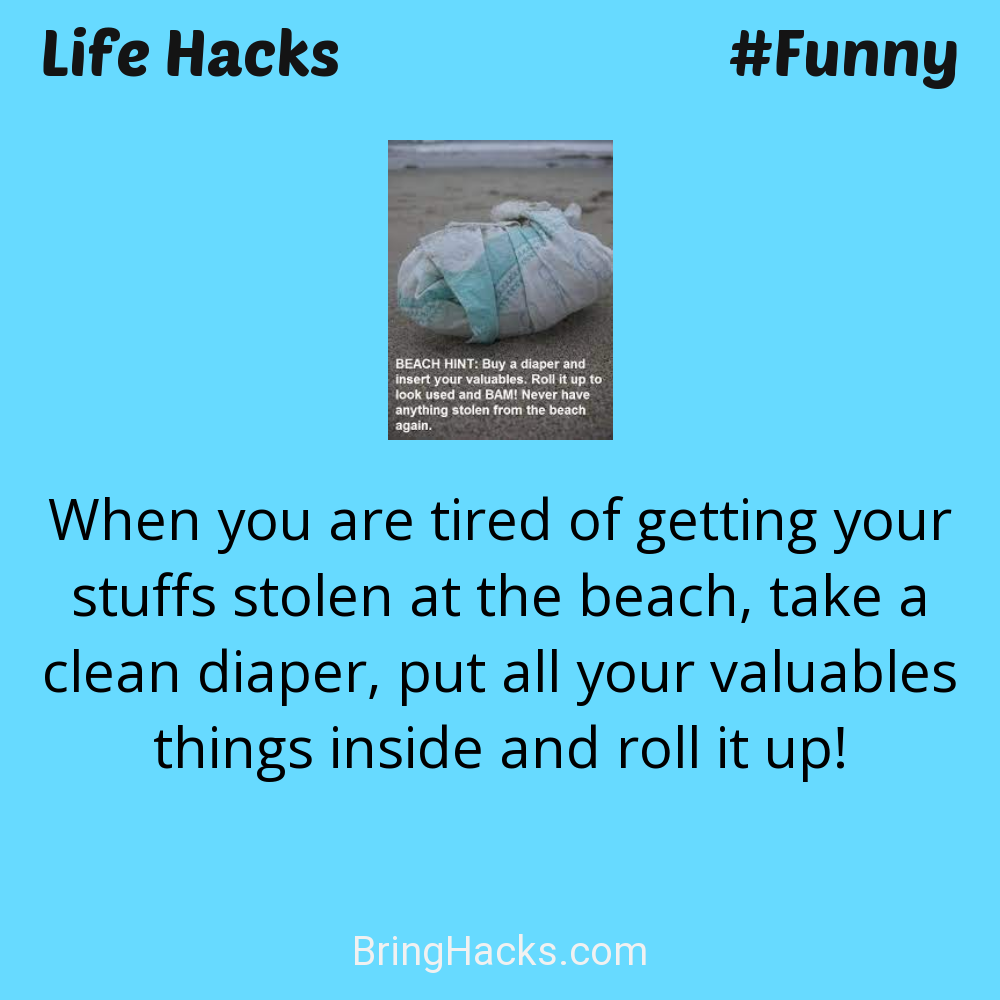 Life Hacks
#Funny
BEACH HINT: Buy a diaper and
insert your valuables. Roll it up to
look used and BAM! Never have
anything stolen from the beach
again.
When you are tired of getting your
stuffs stolen at the beach, take a
clean diaper, put all your valuables
things inside and roll it up!
BringHacks.com